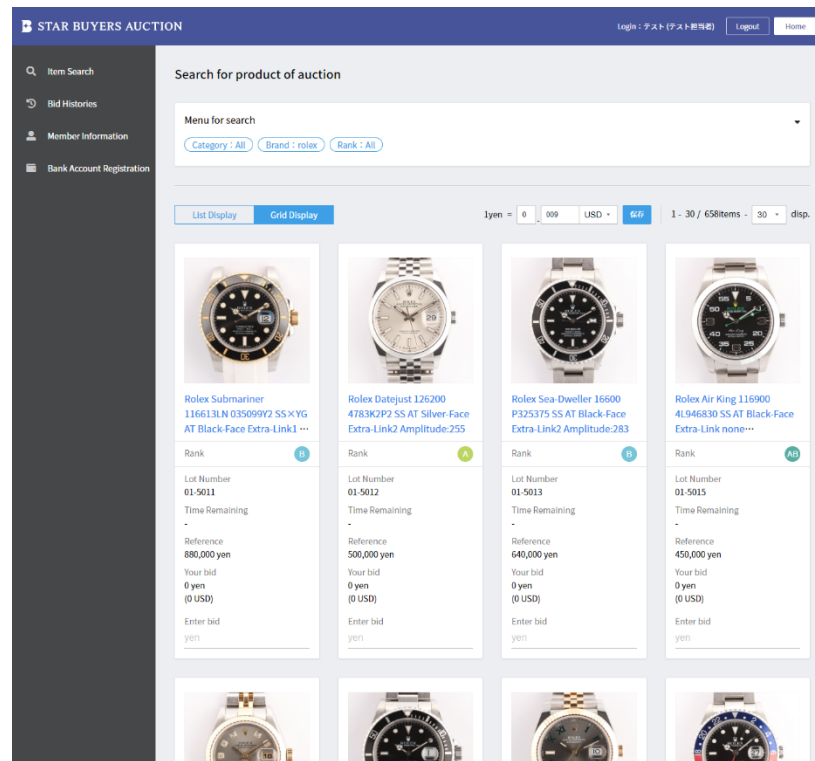 STAR BUYERS AUCTION
Login：テスト (テスト担当者)
Logout
Home
Item Search
Bid Histories
Member Information
Bank Account Registration
Search for product of auction
Menu for search
Category：All
Brand：rolex
Rank：All
List Display
Grid Display
1yen = 0 . 009 USD 保存
1 - 30 / 658items - 30 disp.
Rolex Submariner
116613LN 035099Y2 SS×YG
AT Black-Face Extra-Link1 …
Rank B
Lot Number
01-5011
Time Remaining
-
Reference
880,000 yen
Your bid
0 yen
(0 USD)
Enter bid
yen
Rolex Datejust 126200
4783K2P2 SS AT Silver-Face
Extra-Link2 Amplitude:255
Rank A
Lot Number
01-5012
Time Remaining
-
Reference
500,000 yen
Your bid
0 yen
(0 USD)
Enter bid
yen
Rolex Sea-Dweller 16600
P325375 SS AT Black-Face
Extra-Link2 Amplitude:283
Rank B
Lot Number
01-5013
Time Remaining
-
Reference
640,000 yen
Your bid
0 yen
(0 USD)
Enter bid
yen
Rolex Air King 116900
4L946830 SS AT Black-Face
Extra-Link none…
Rank AB
Lot Number
01-5015
Time Remaining
-
Reference
450,000 yen
Your bid
0 yen
(0 USD)
Enter bid
yen